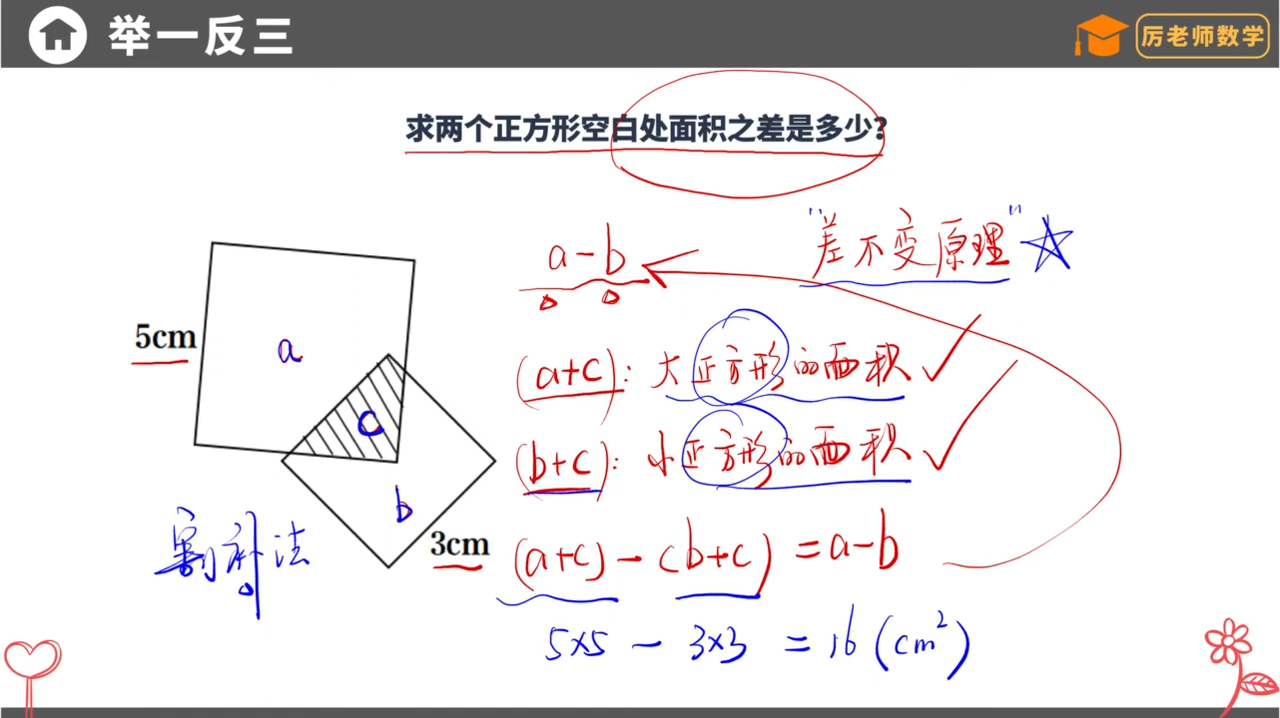 举一反三
厉老师数学
求两个正方形空白处面积之差是多少?
a-b
"差不变原理"
5cm
a
(a+c): 大正方形的面积
c
(b+c): 小正方形的面积
b
割补法
3cm
(a+c)-(b+c)=a-b
5×5-3×3=16(cm²)